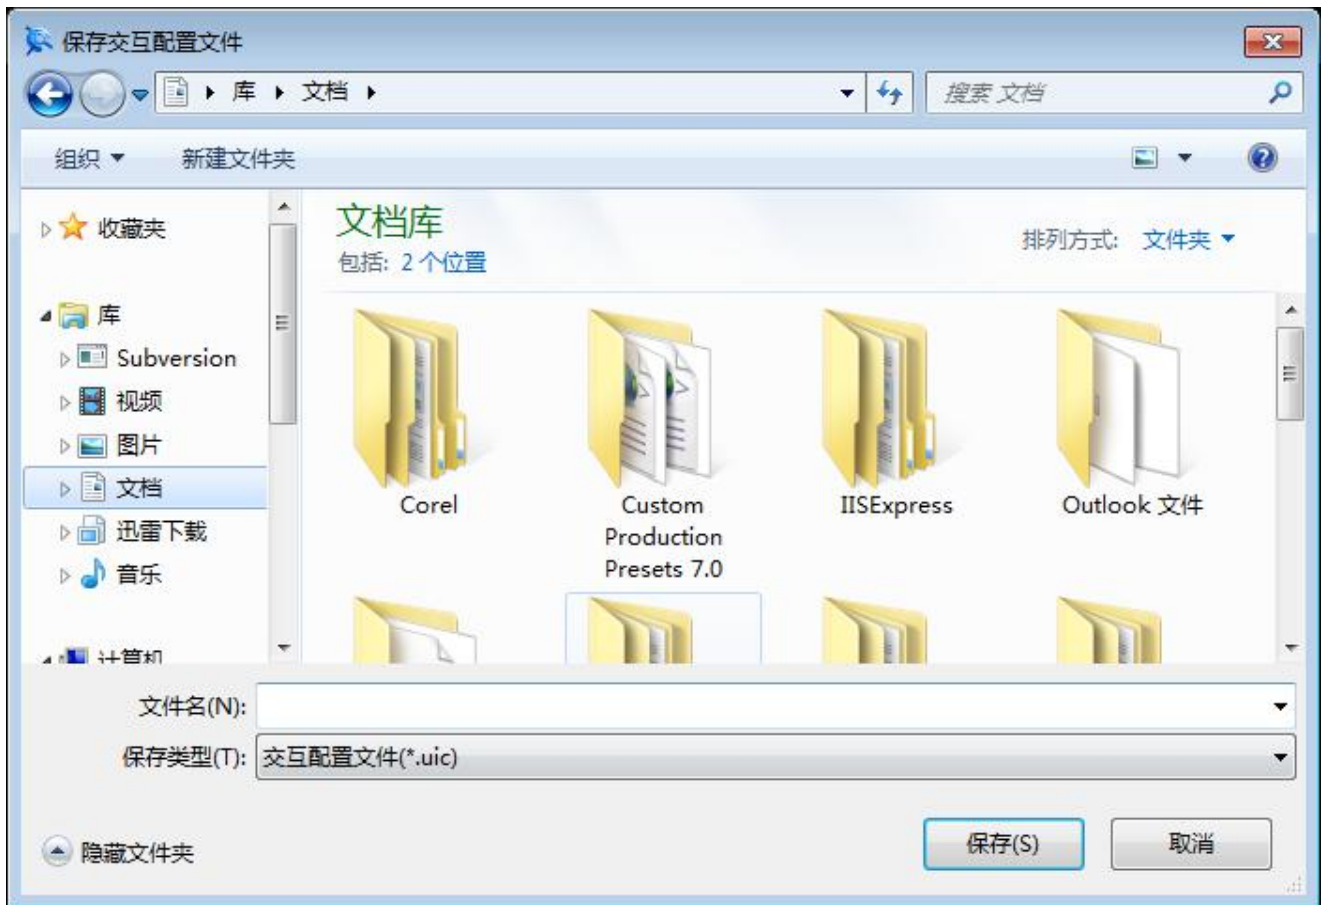 保存交互配置文件
库 文档
搜索 文档
组织 新建文件夹
收藏夹
库
Subversion
视频
图片
文档
迅雷下载
音乐
计算机
文档库
包括: 2 个位置
排列方式: 文件夹
Corel
Custom
Production
Presets 7.0
IISExpress
Outlook 文件
文件名(N):
保存类型(T): 交互配置文件(*.uic)
隐藏文件夹
保存(S)
取消